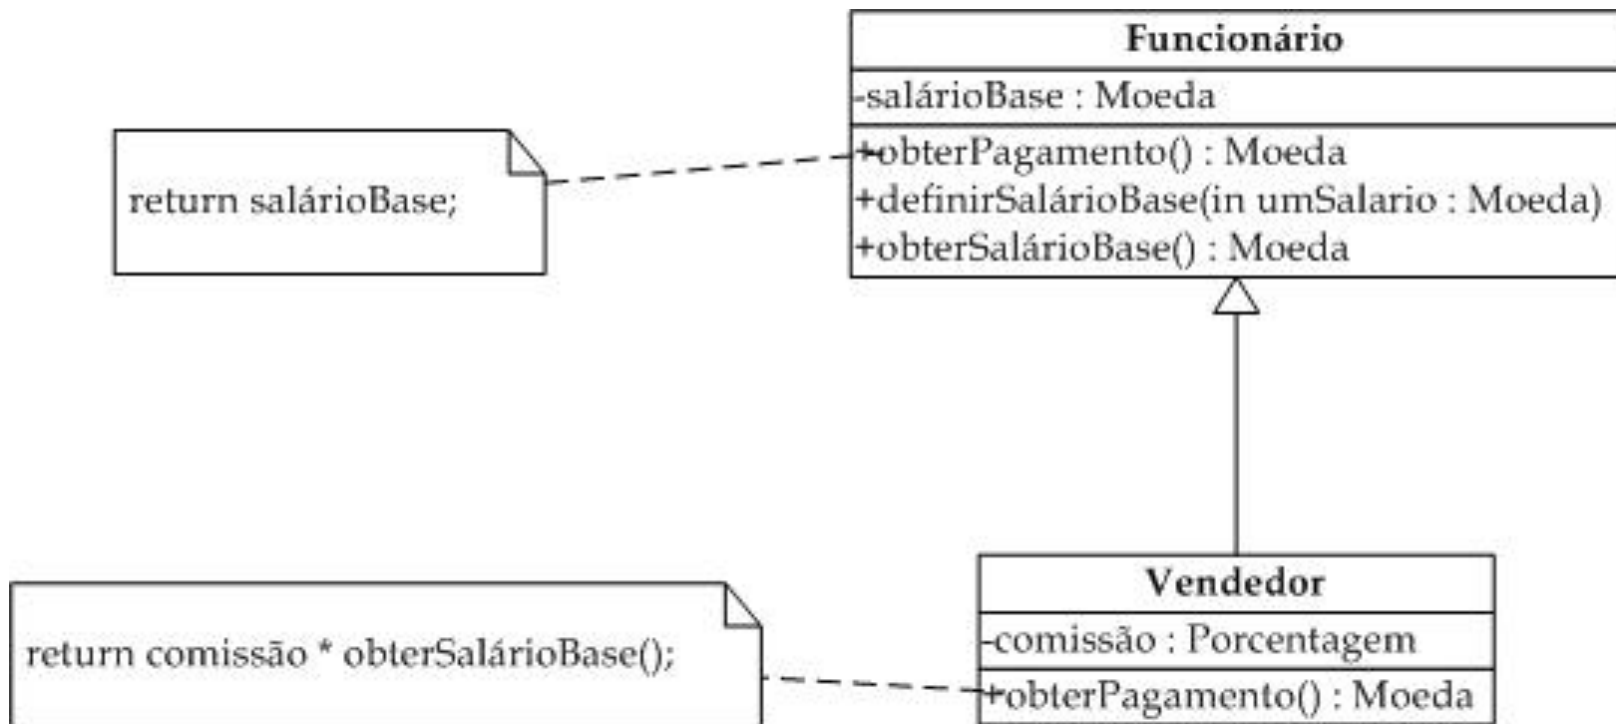 Funcionário
-salárioBase : Moeda
+obterPagamento() : Moeda
+definirSalárioBase(in umSalario : Moeda)
+obterSalárioBase() : Moeda
return salárioBase;
Vendedor
-comissão : Porcentagem
+obterPagamento() : Moeda
return comissão * obterSalárioBase();